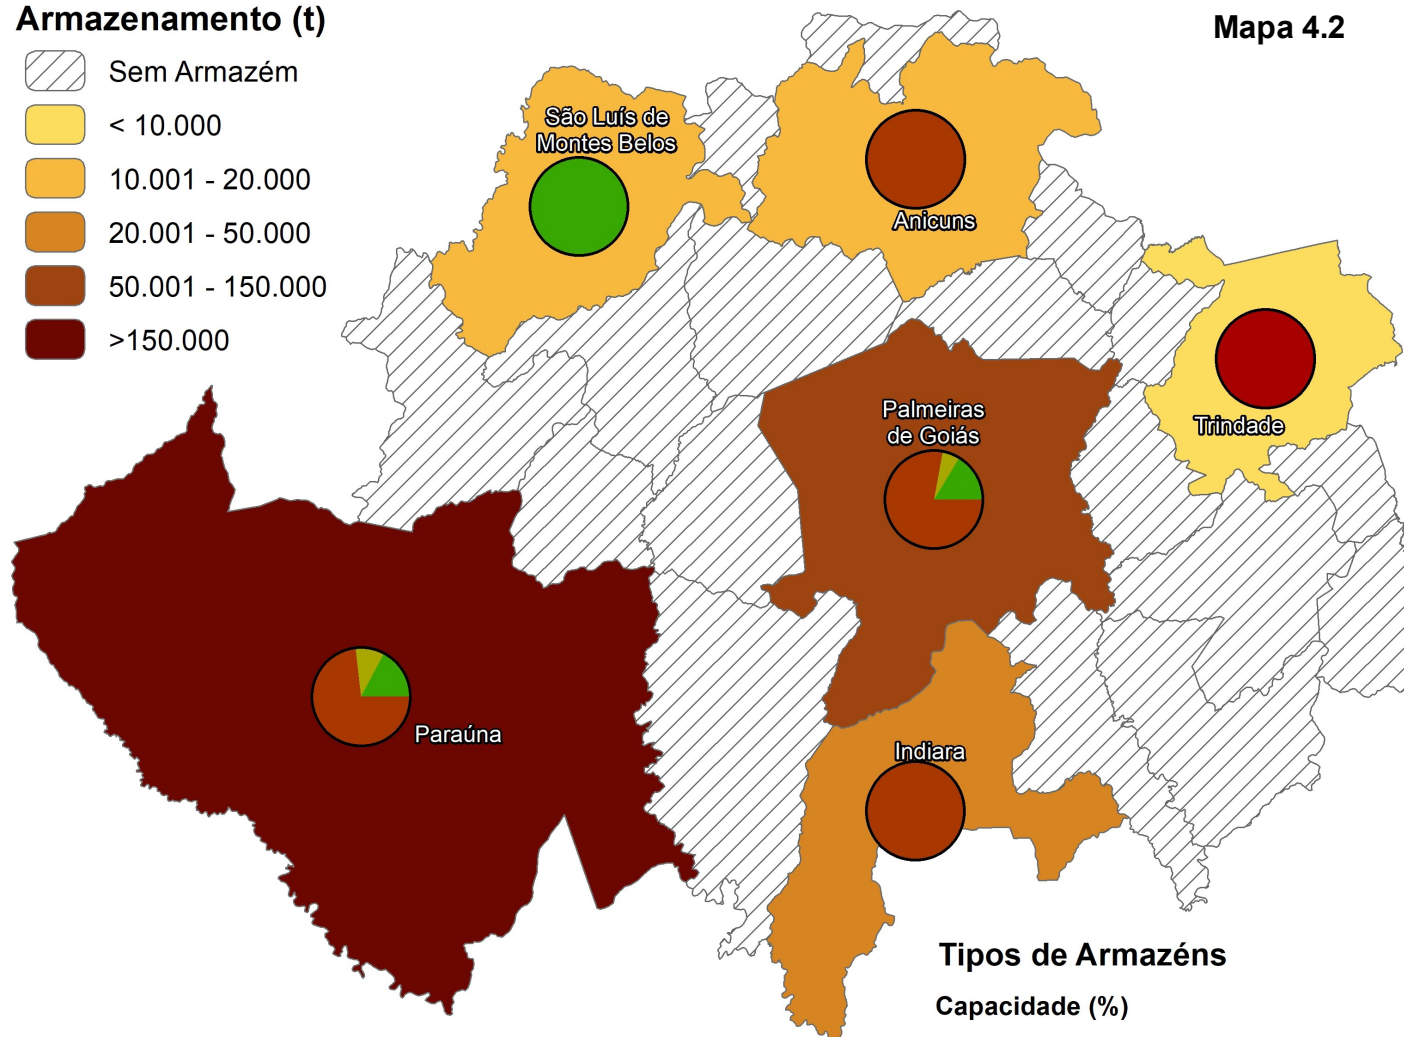 Armazenamento (t)
Mapa 4.2
Sem Armazém
< 10.000
10.001 - 20.000
20.001 - 50.000
50.001 - 150.000
>150.000
São Luís de
Montes Belos
Anicuns
Trindade
Palmeiras
de Goiás
Paraúna
Indiara
Tipos de Armazéns
Capacidade (%)